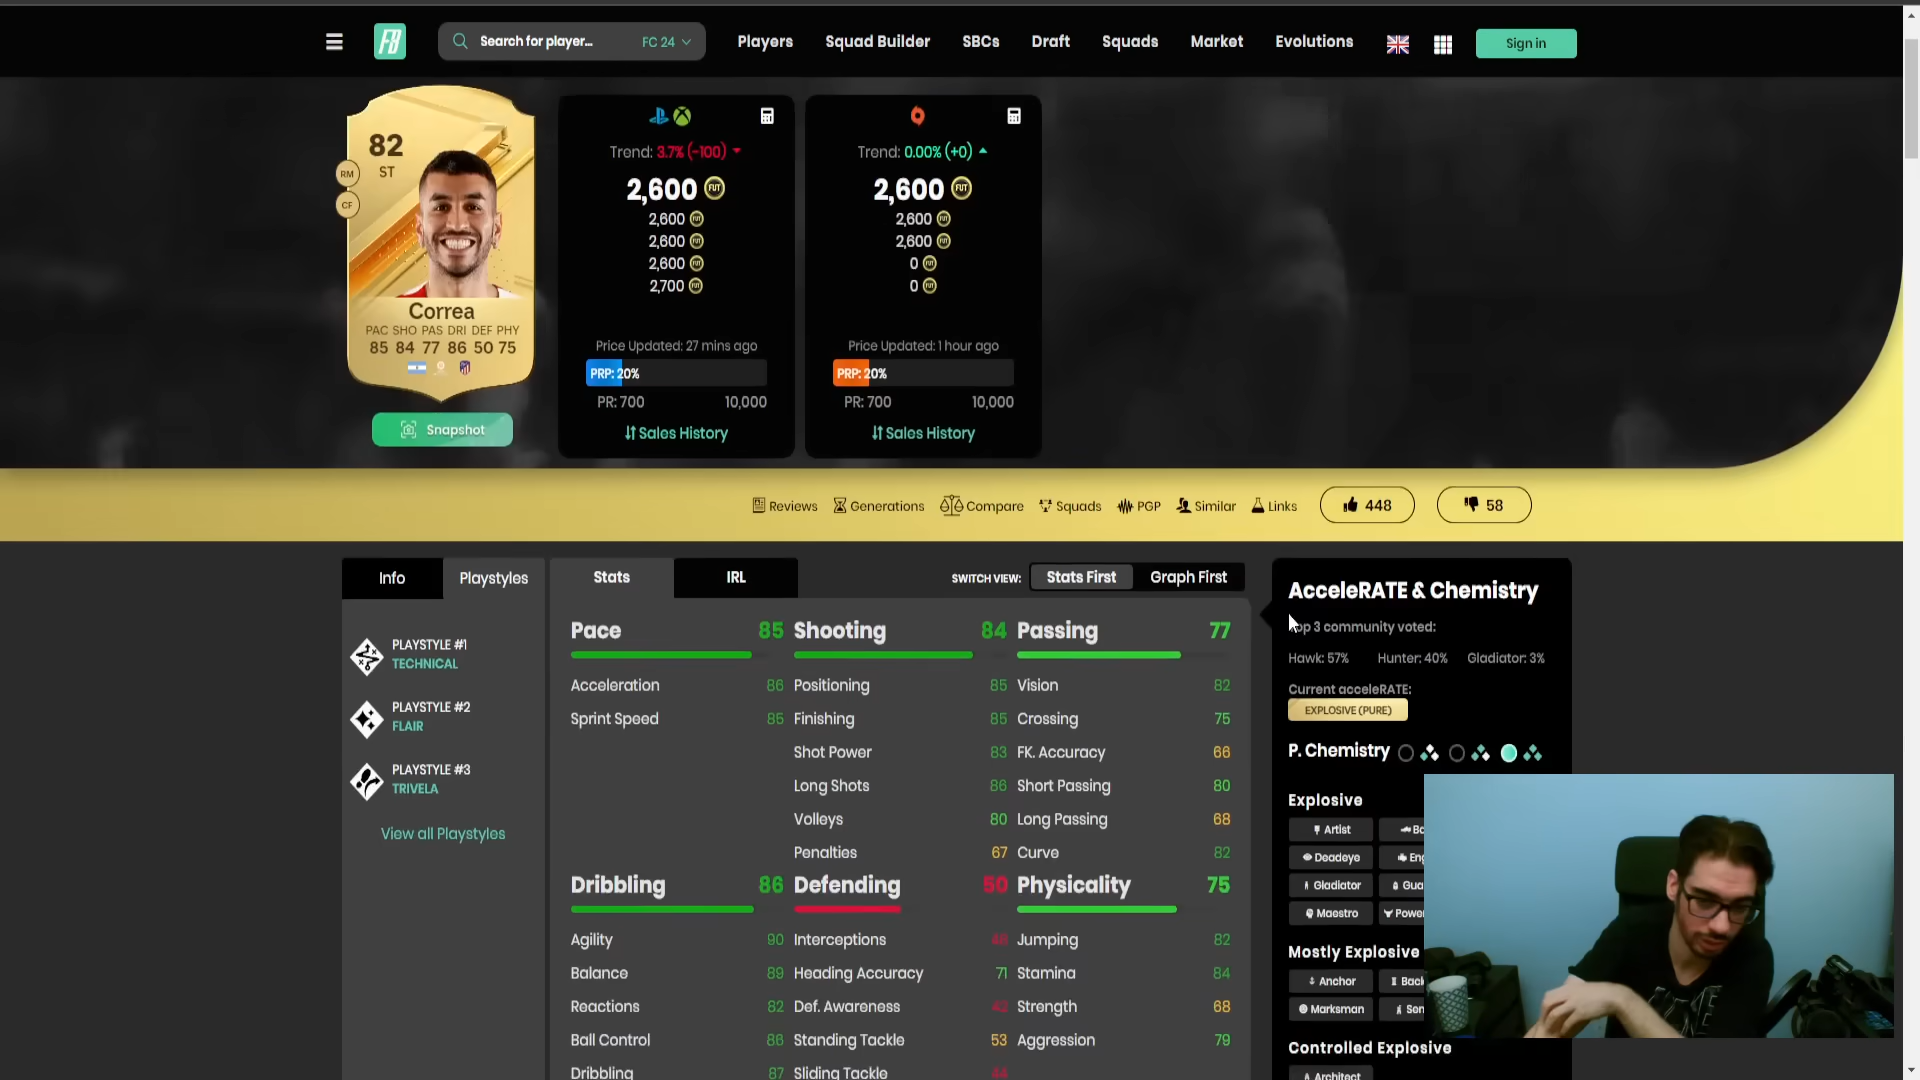 FB
Search for player...
FC 24
Players
Squad Builder
SBCs
Draft
Squads
Market
Evolutions
Sign in
82
ST
RM
CF
Correa
PAC SHO PAS DRI DEF PHY
85 84 77 86 50 75
Snapshot
Trend: 3.7% (-100)
2,600
2,600
2,600
2,600
2,700
Price Updated: 27 mins ago
PRP: 20%
PR: 700
10,000
Sales History
Trend: 0.00% (+0)
2,600
2,600
2,600
0
0
Price Updated: 1 hour ago
PRP: 20%
PR: 700
10,000
Sales History
Reviews
Generations
Compare
Squads
PGP
Similar
Links
448
58
Info
Playstyles
PLAYSTYLE #1
TECHNICAL
PLAYSTYLE #2
FLAIR
PLAYSTYLE #3
TRIVELA
View all Playstyles
Stats
IRL
SWITCH VIEW:
Stats First
Graph First
Pace 85
Acceleration 86
Sprint Speed 85
Shooting 84
Positioning 85
Finishing 85
Shot Power 83
Long Shots 86
Volleys 80
Penalties 67
Passing 77
Vision 82
Crossing 75
FK. Accuracy 66
Short Passing 80
Long Passing 68
Curve 82
Dribbling 86
Agility 90
Balance 89
Reactions 82
Ball Control 86
Dribbling 87
Defending 50
Interceptions
Heading Accuracy 71
Def. Awareness 42
Standing Tackle 53
Sliding Tackle 44
Physicality 75
Jumping 82
Stamina 84
Strength 68
Aggression 79
AcceleRATE & Chemistry
op 3 community voted:
Hawk: 57% Hunter: 40% Gladiator: 3%
Current acceleRATE:
EXPLOSIVE (PURE)
P. Chemistry
Explosive
Artist
Deadeye
Gladiator
Maestro
Mostly Explosive
Anchor
Marksman
Controlled Explosive
Architect